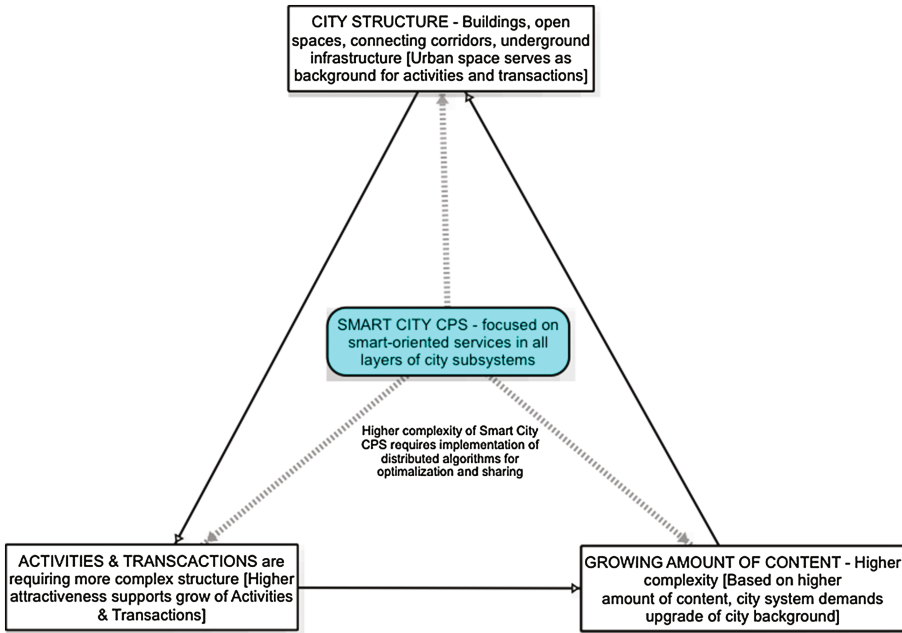 CITY STRUCTURE - Buildings, open
spaces, connecting corridors, underground
infrastructure [Urban space serves as
background for activities and transactions]
SMART CITY CPS - focused on
smart-oriented services in all
layers of city subsystems
Higher complexity of Smart City
CPS requires implementation of
distributed algorithms for
optimalization and sharing
ACTIVITIES & TRANSCACTIONS are
requiring more complex structure [Higher
attractiveness supports grow of Activities
& Transactions]
GROWING AMOUNT OF CONTENT - Higher
complexity [Based on higher
amount of content, city system demands
upgrade of city background]